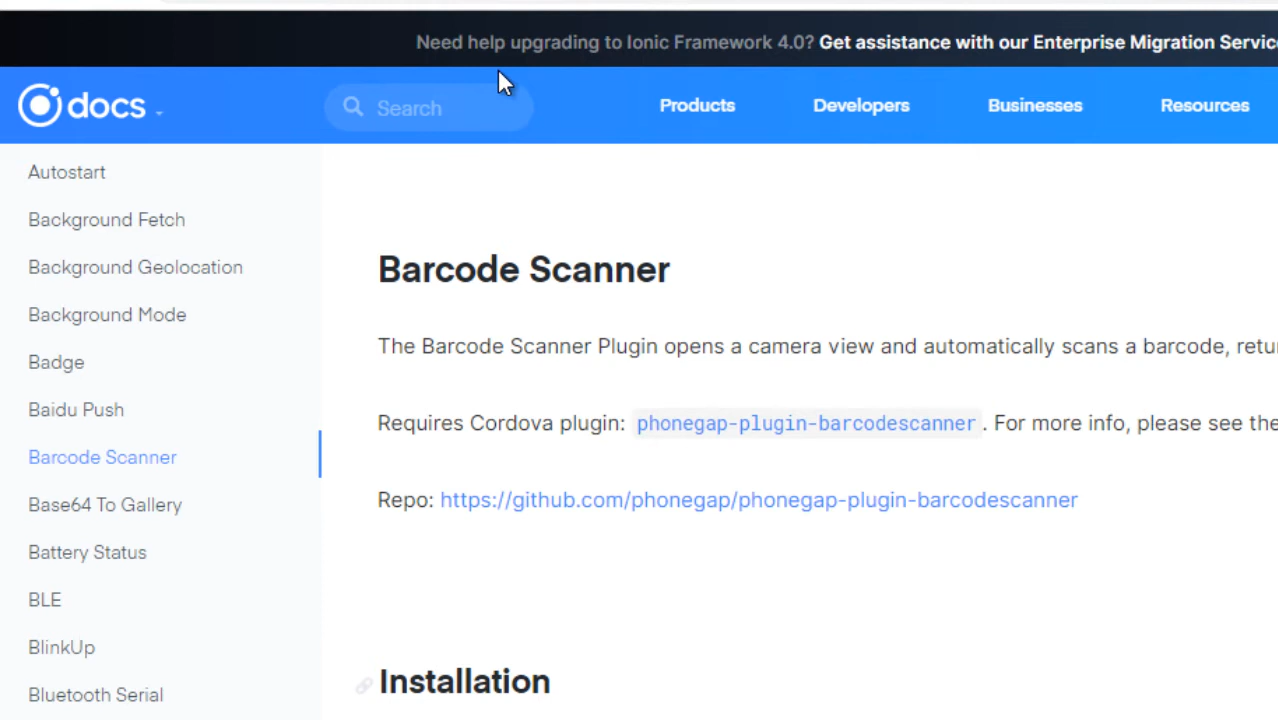 Need help upgrading to Ionic Framework 4.0? Get assistance with our Enterprise Migration
docs
Search
Products
Developers
Businesses
Resources
Autostart
Background Fetch
Background Geolocation
Background Mode
Badge
Baidu Push
Barcode Scanner
Base64 To Gallery
Battery Status
BLE
BlinkUp
Bluetooth Serial
Barcode Scanner
The Barcode Scanner Plugin opens a camera view and automatically scans a barcode,
Requires Cordova plugin: phonegap-plugin-barcodescanner. For more info, please see the
Repo: https://github.com/phonegap/phonegap-plugin-barcodescanner
Installation